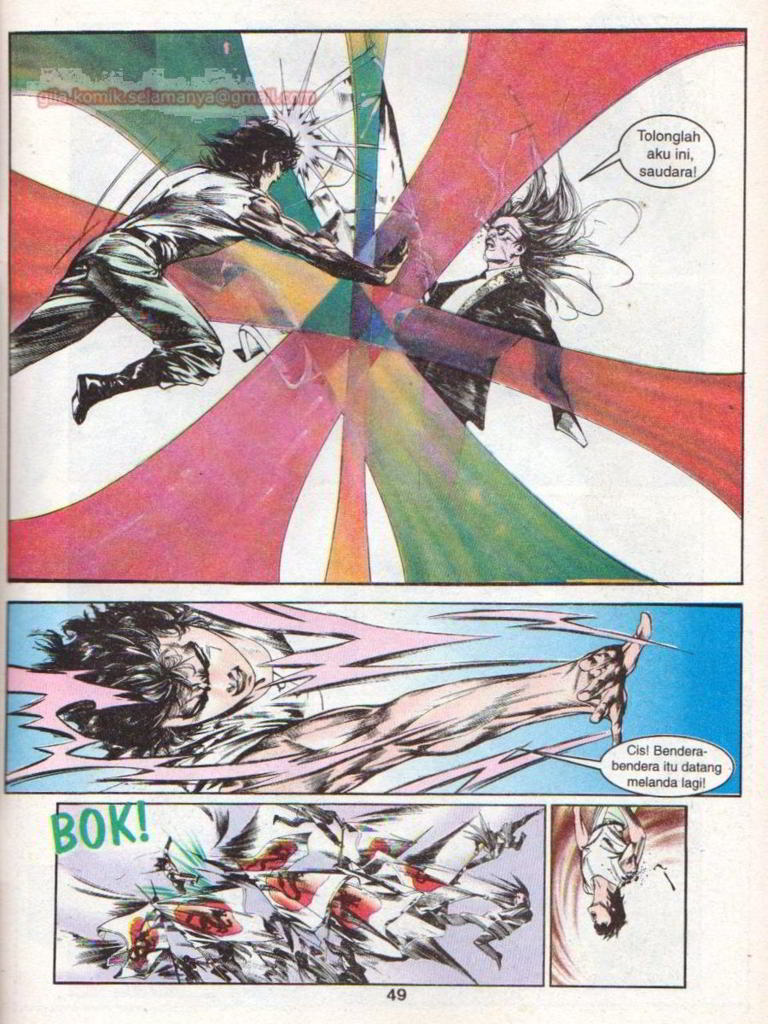 gila.komik.selamanya@gmail.com
Tolonglah
aku ini,
saudara!
Cis! Bendera-
bendera itu datang
melanda lagi!
BOK!
49